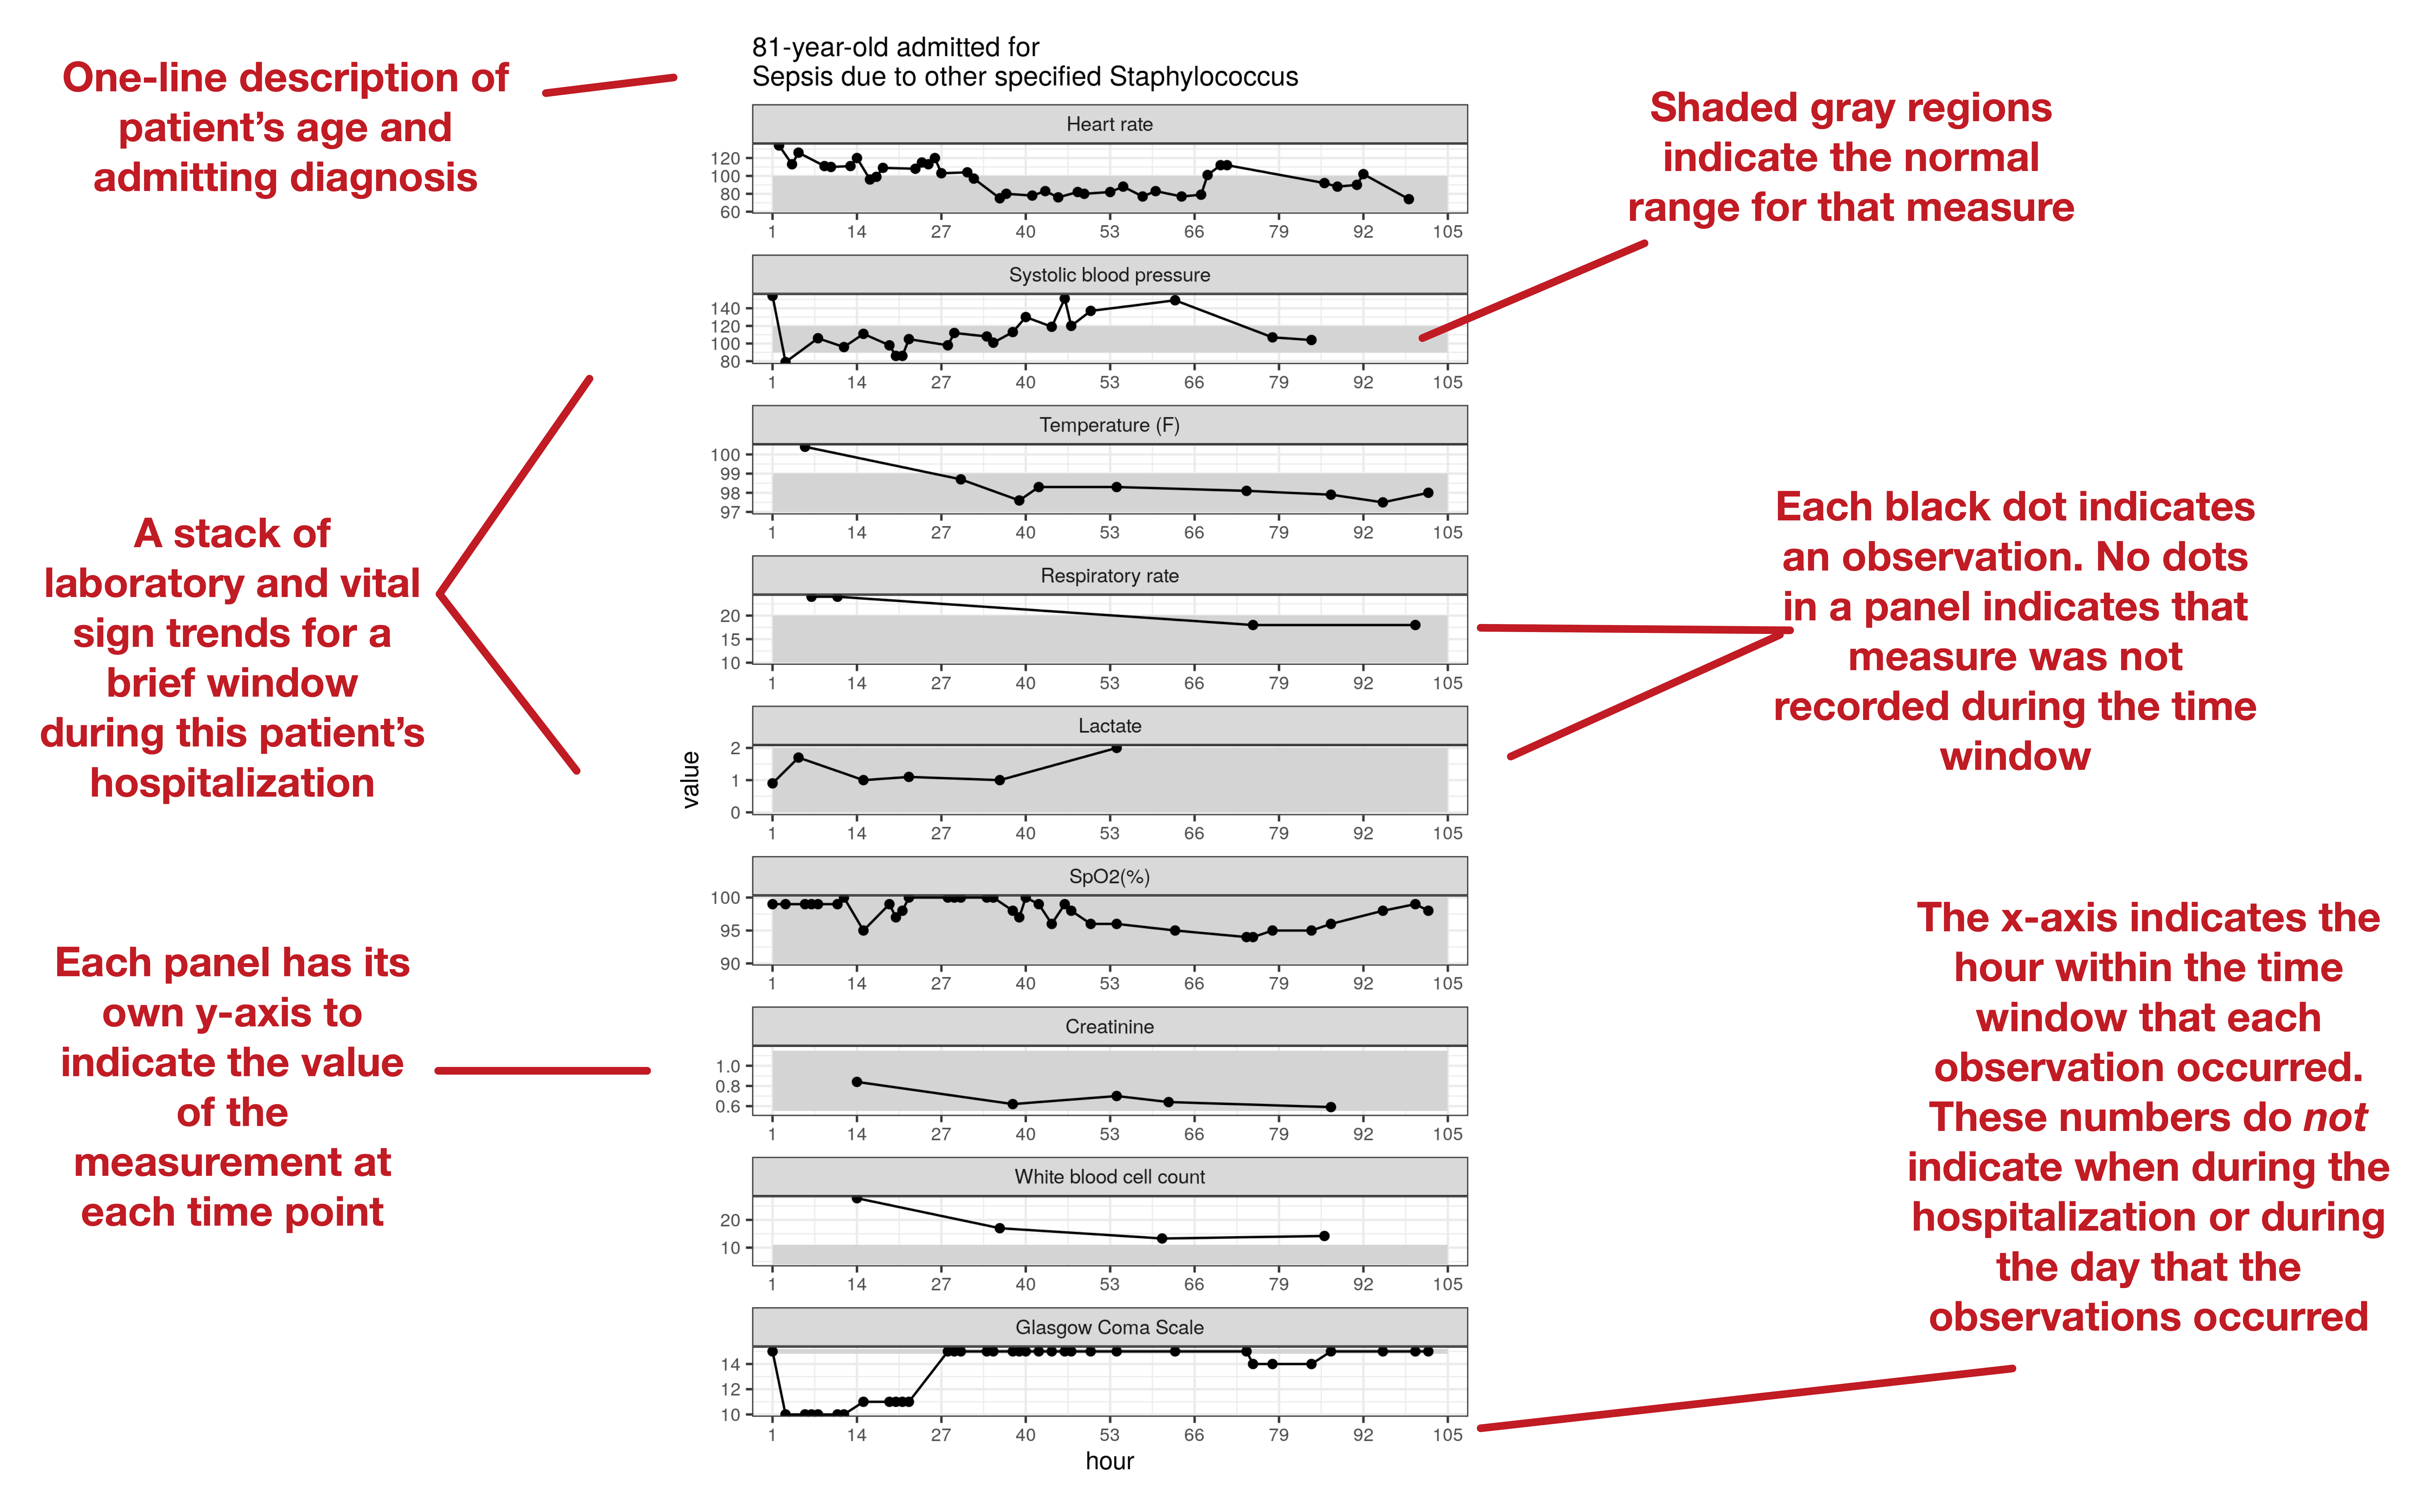 One-line description of
patient’s age and
admitting diagnosis
A stack of
laboratory and vital
sign trends for a
brief window
during this patient’s
hospitalization
Each panel has its
own y-axis to
indicate the value
of the
measurement at
each time point
81-year-old admitted for
Sepsis due to other specified Staphylococcus
Heart rate
120
100
80
60
1 14 27 40 53 66 79 92 105
Systolic blood pressure
140
120
100
80
1 14 27 40 53 66 79 92 105
Temperature (F)
100
99
98
97
1 14 27 40 53 66 79 92 105
Respiratory rate
20
15
10
1 14 27 40 53 66 79 92 105
Lactate
2
1
0
1 14 27 40 53 66 79 92 105
value
SpO2(%)
100
95
90
1 14 27 40 53 66 79 92 105
Creatinine
1.0
0.8
0.6
1 14 27 40 53 66 79 92 105
White blood cell count
20
10
1 14 27 40 53 66 79 92 105
Glasgow Coma Scale
14
12
10
1 14 27 40 53 66 79 92 105
hour
Shaded gray regions
indicate the normal
range for that measure
Each black dot indicates
an observation. No dots
in a panel indicates that
measure was not
recorded during the time
window
The x-axis indicates the
hour within the time
window that each
observation occurred.
These numbers do not
indicate when during the
hospitalization or during
the day that the
observations occurred